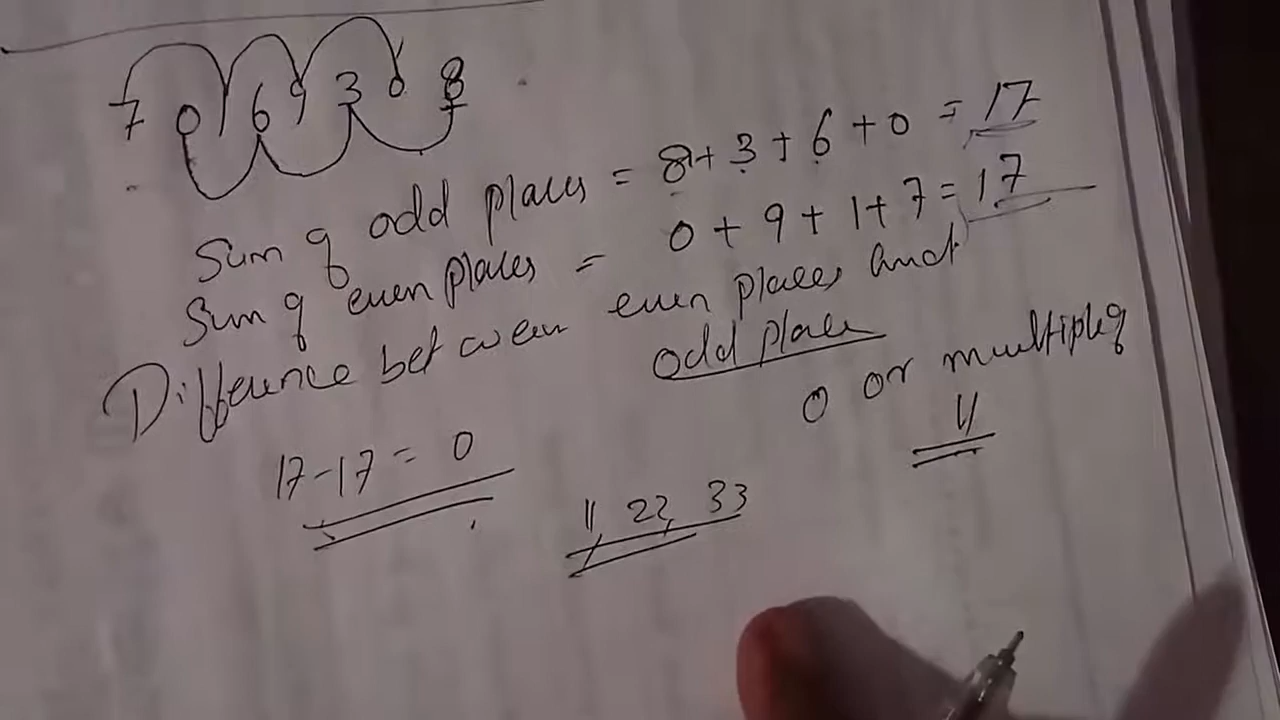 7 0 1 6 9 3 0 8
Sum of odd places = 8 + 3 + 6 + 0 = 17
Sum of even places = 0 + 9 + 1 + 7 = 17
Difference between even places and
odd place
0 or multiple of
11
17 - 17 = 0
11, 22, 33